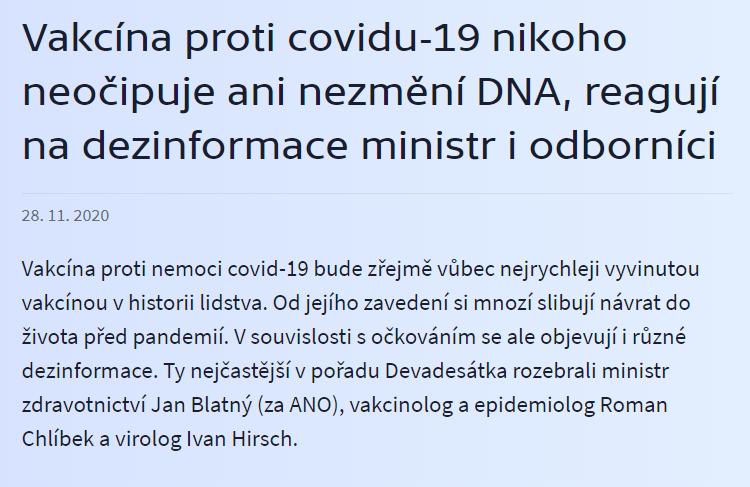 Vakcína proti covidu-19 nikoho
neočipuje ani nezmění DNA, reagují
na dezinformace ministr i odborníci
28. 11. 2020
Vakcína proti nemoci covid-19 bude zřejmě vůbec nejrychleji vyvinutou
vakcínou v historii lidstva. Od jejího zavedení si mnozí slibují návrat do
života před pandemií. V souvislosti s očkováním se ale objevují i různé
dezinformace. Ty nejčastější v pořadu Devadesátka rozebrali ministr
zdravotnictví Jan Blatný (za ANO), vakcinolog a epidemiolog Roman
Chlíbek a virolog Ivan Hirsch.